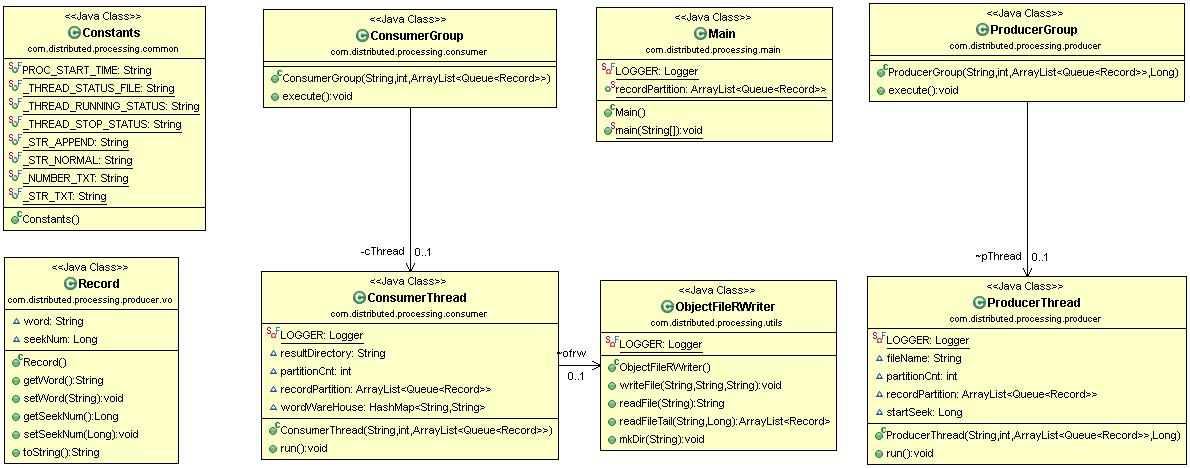 <<Java Class>>
Constants
com.distributed.processing.common
PROC_START_TIME: String
_THREAD_STATUS_FILE: String
_THREAD_RUNNING_STATUS: String
_THREAD_STOP_STATUS: String
_STR_APPEND: String
_STR_NORMAL: String
_NUMBER_TXT: String
_STR_TXT: String
Constants()
<<Java Class>>
ConsumerGroup
com.distributed.processing.consumer
ConsumerGroup(String,int,ArrayList<Queue<Record>>)
execute():void
<<Java Class>>
Main
com.distributed.processing.main
LOGGER: Logger
recordPartition: ArrayList<Queue<Record>>
Main()
main(String[]):void
<<Java Class>>
ProducerGroup
com.distributed.processing.producer
ProducerGroup(String,int,ArrayList<Queue<Record>>,Long)
execute():void
-cThread 0..1
~pThread 0..1
<<Java Class>>
Record
com.distributed.processing.producer.vo
word: String
seekNum: Long
Record()
getWord():String
setWord(String):void
getSeekNum():Long
setSeekNum(Long):void
toString():String
<<Java Class>>
ConsumerThread
com.distributed.processing.consumer
LOGGER: Logger
resultDirectory: String
partitionCnt: int
recordPartition: ArrayList<Queue<Record>>
wordWareHouse: HashMap<String,String>
ConsumerThread(String,int,ArrayList<Queue<Record>>)
run():void
~ofrw
0..1
<<Java Class>>
ObjectFileRWriter
com.distributed.processing.utils
LOGGER: Logger
ObjectFileRWriter()
writeFile(String,String,String):void
readFile(String):String
readFileTail(String,Long):ArrayList<Record>
mkDir(String):void
<<Java Class>>
ProducerThread
com.distributed.processing.producer
LOGGER: Logger
fileName: String
partitionCnt: int
recordPartition: ArrayList<Queue<Record>>
startSeek: Long
ProducerThread(String,int,ArrayList<Queue<Record>>,Long)
run():void